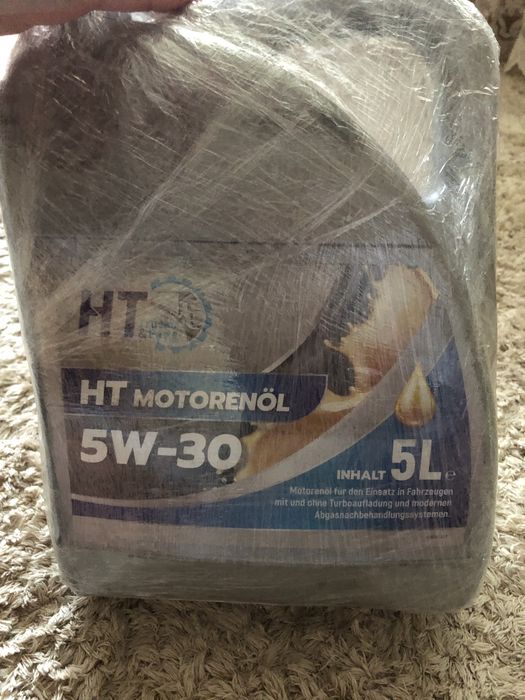 HT
HT MOTORENÖL
5W-30
INHALT 5L e
Motorenöl für den Einsatz in Fahrzeugen
mit und ohne Turboaufladung und modernen
Abgasnachbehandlungssystemen.